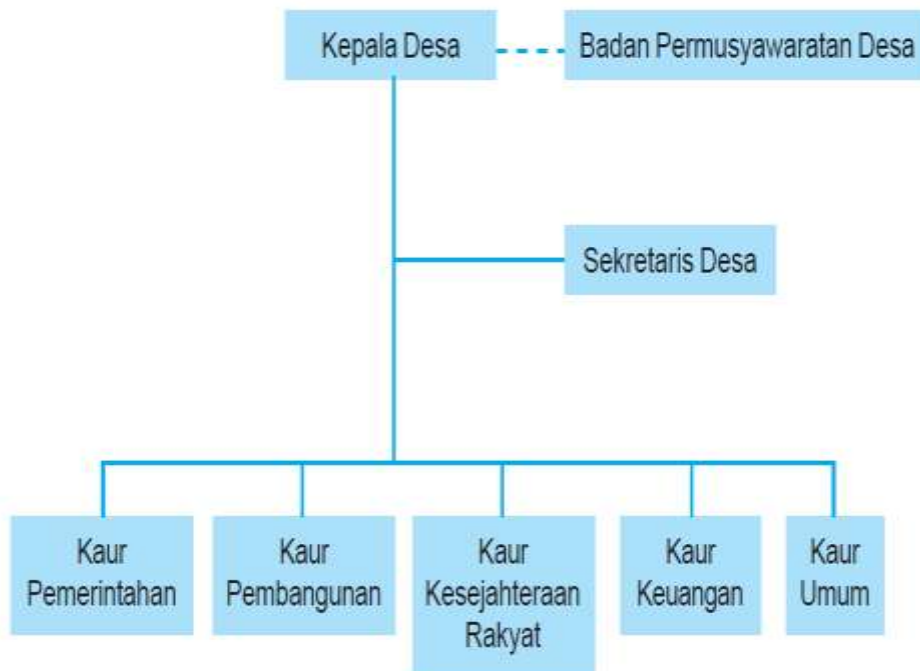 Kepala Desa
Badan Permusyawaratan Desa
Sekretaris Desa
Kaur
Pemerintahan
Kaur
Pembangunan
Kaur
Kesejahteraan
Rakyat
Kaur
Keuangan
Kaur
Umum